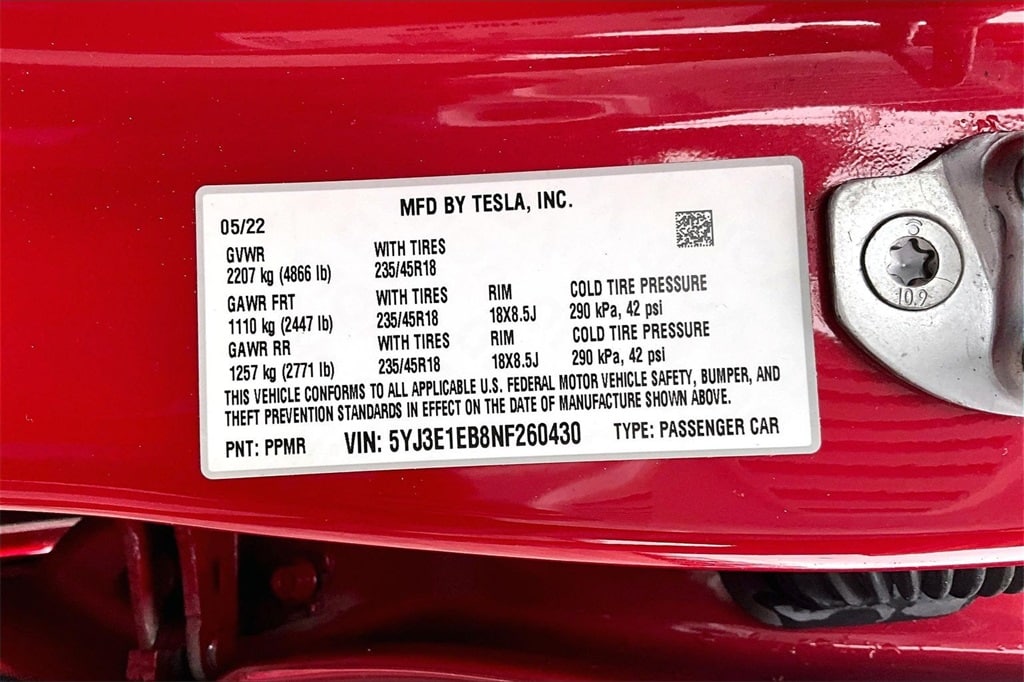 MFD BY TESLA, INC.
05/22
GVWR WITH TIRES
2207 kg (4866 lb) 235/45R18
GAWR FRT WITH TIRES RIM COLD TIRE PRESSURE
1110 kg (2447 lb) 235/45R18 18X8.5J 290 kPa, 42 psi
GAWR RR WITH TIRES RIM COLD TIRE PRESSURE
1257 kg (2771 lb) 235/45R18 18X8.5J 290 kPa, 42 psi
THIS VEHICLE CONFORMS TO ALL APPLICABLE U.S. FEDERAL MOTOR VEHICLE SAFETY, BUMPER, AND
THEFT PREVENTION STANDARDS IN EFFECT ON THE DATE OF MANUFACTURE SHOWN ABOVE.
PNT: PPMR VIN: 5YJ3E1EB8NF260430 TYPE: PASSENGER CAR
10.9